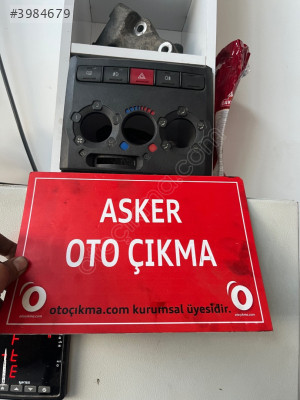 #3984679
ASKER
OTO ÇIKMA
otoçıkma.com kurumsal üyesidir.